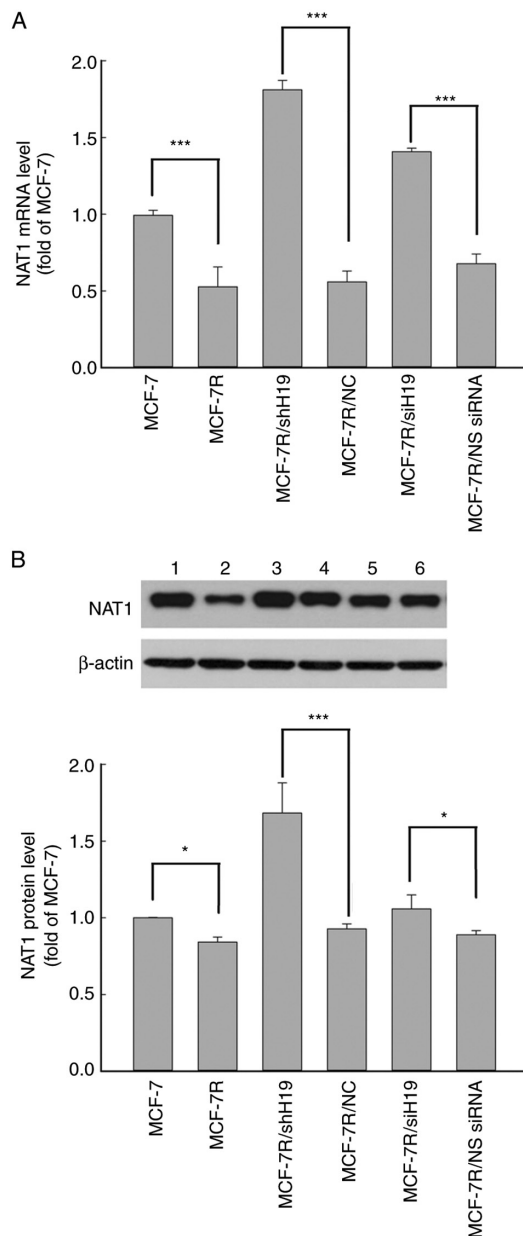 A
***
***
***
2.0
1.5
1.0
0.5
0.0
NAT1 mRNA level
(fold of MCF-7)
MCF-7
MCF-7R
MCF-7R/shH19
MCF-7R/NC
MCF-7R/siH19
MCF-7R/NS siRNA
B
1 2 3 4 5 6
NAT1
β-actin
***
*
*
2.0
1.5
1.0
0.5
0.0
NAT1 protein level
(fold of MCF-7)
MCF-7
MCF-7R
MCF-7R/shH19
MCF-7R/NC
MCF-7R/siH19
MCF-7R/NS siRNA